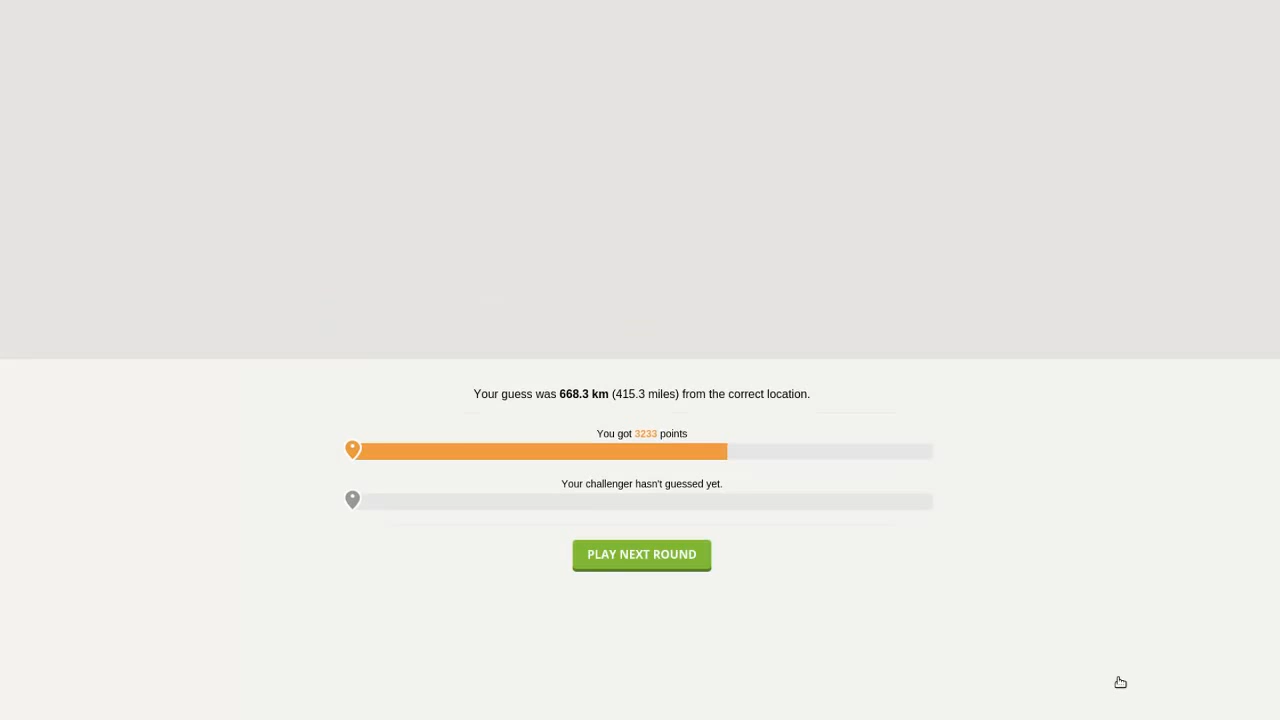 Your guess was 668.3 km (415.3 miles) from the correct location.
You got 3233 points
Your challenger hasn't guessed yet.
PLAY NEXT ROUND